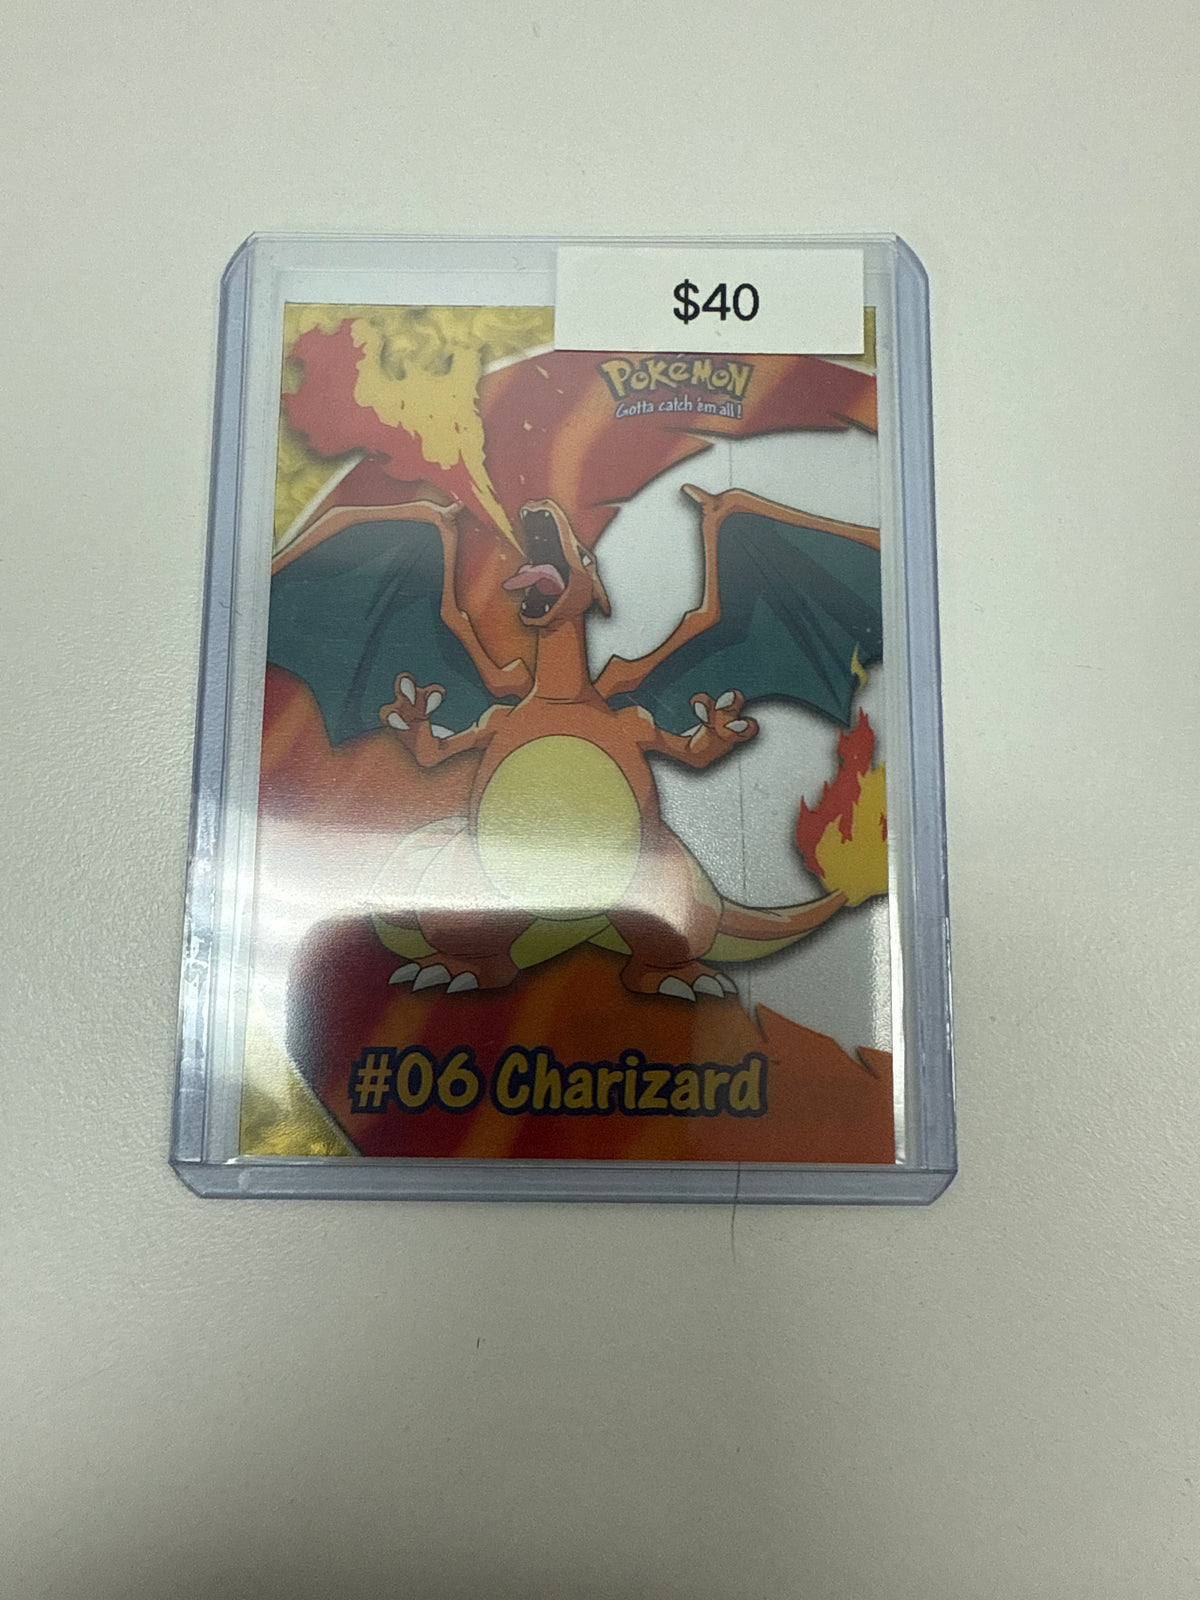 $40
POKéMON
Gotta catch 'em all!
#06 Charizard